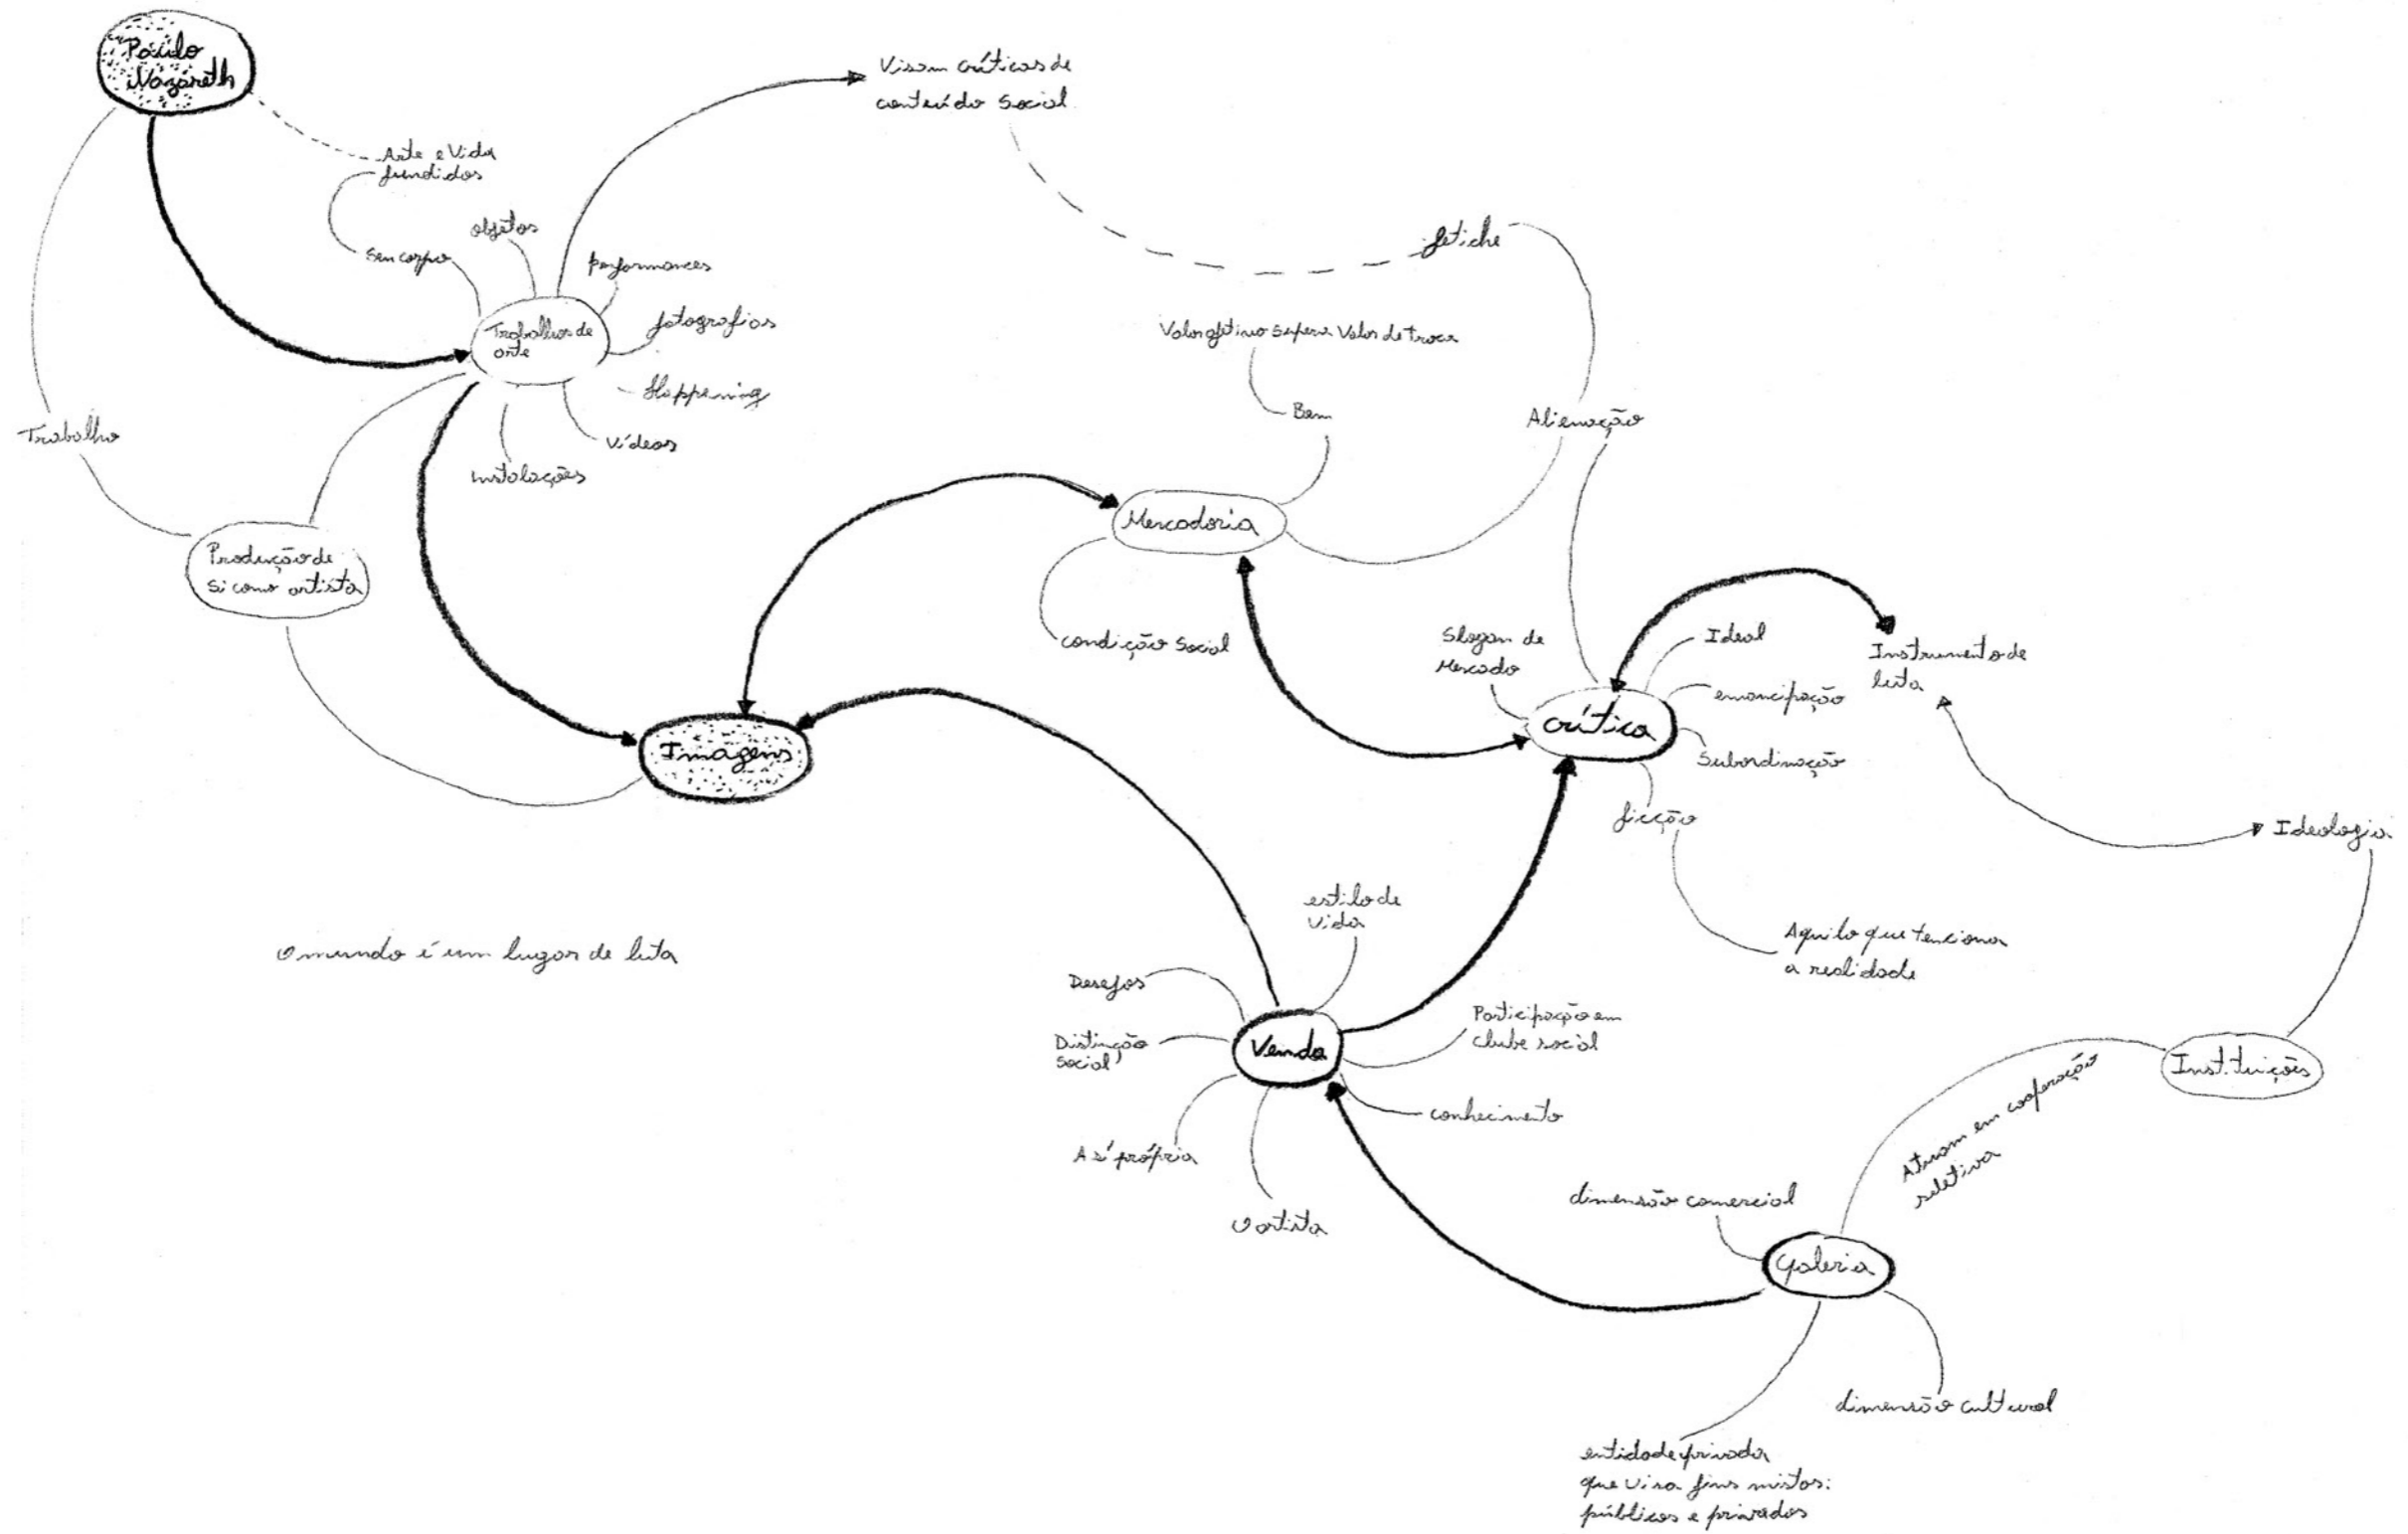 Paulo
Nazareth
Visam críticas de
conteúdo social
Arte e Vida
fundidos
objetos
seu corpo
performances
fetiche
Trabalhos de
arte
fotografias
Valor afetivo supera Valor de troca
Happening
Bem
Alienação
Trabalho
vídeos
instalações
Mercadoria
Produção de
si como artista
condição social
Slogan de
Mercado
Ideal
Instrumento de
luta
emancipação
crítica
Imagens
Subordinação
ficção
Ideologia
estilo de
vida
O mundo é um lugar de luta
Aquilo que tenciona
a realidade
Desejos
Participação em
clube social
Distinção
social
Venda
Instituições
Atuam em cooperação
seletiva
conhecimento
A si própria
dimensão comercial
O artista
Galeria
dimensão cultural
entidade privada
que visa fins mistos:
públicos e privados